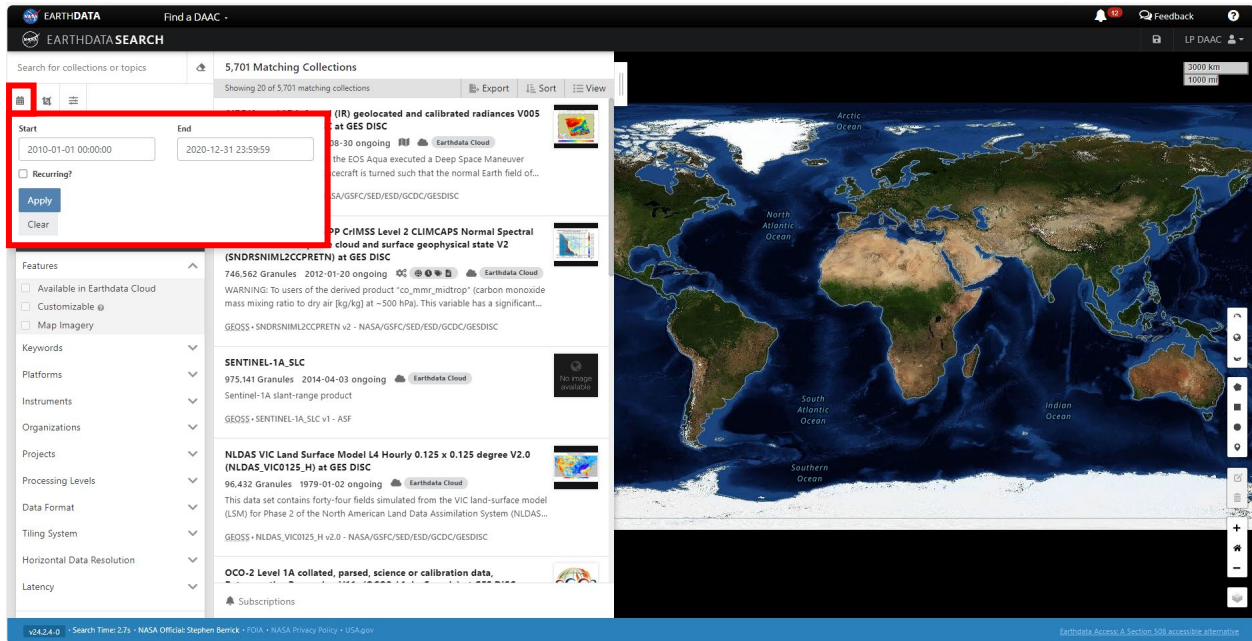 EARTHDATA Find a DAAC 12 Feedback ?
EARTHDATA SEARCH LP DAAC
Search for collections or topics
5,701 Matching Collections
Showing 20 of 5,701 matching collections Export Sort View
Start End
2010-01-01 00:00:00 2020-12-31 23:59:59
Recurring?
Apply
Clear
(IR) geolocated and calibrated radiances V005
at GES DISC
08-30 ongoing Earthdata Cloud
the EOS Aqua executed a Deep Space Maneuver
acecraft is turned such that the normal Earth field of...
SA/GSFC/SED/ESD/GCDC/GESDISC
PP CrIMSS Level 2 CLIMCAPS Normal Spectral
cloud and surface geophysical state V2
(SNDRSNIML2CCPRETN) at GES DISC
746,562 Granules 2012-01-20 ongoing Earthdata Cloud
WARNING: To users of the derived product "co_mmr_midtrop" (carbon monoxide
mass mixing ratio to dry air [kg/kg] at ~500 hPa). This variable has a significant...
GEOSS • SNDRSNIML2CCPRETN v2 - NASA/GSFC/SED/ESD/GCDC/GESDISC
SENTINEL-1A_SLC
975,141 Granules 2014-04-03 ongoing Earthdata Cloud
Sentinel-1A slant-range product
GEOSS • SENTINEL-1A_SLC v1 - ASF
No image
available
NLDAS VIC Land Surface Model L4 Hourly 0.125 x 0.125 degree V2.0
(NLDAS_VIC0125_H) at GES DISC
96,432 Granules 1979-01-02 ongoing Earthdata Cloud
This data set contains forty-four fields simulated from the VIC land-surface model
(LSM) for Phase 2 of the North American Land Data Assimilation System (NLDAS...
GEOSS • NLDAS_VIC0125_H v2.0 - NASA/GSFC/SED/ESD/GCDC/GESDISC
OCO-2 Level 1A collated, parsed, science or calibration data,
Subscriptions
Features
Available in Earthdata Cloud
Customizable
Map Imagery
Keywords
Platforms
Instruments
Organizations
Projects
Processing Levels
Data Format
Tiling System
Horizontal Data Resolution
Latency
3000 km
1000 mi
Arctic
Ocean
North
Atlantic
Ocean
South
Atlantic
Ocean
Indian
Ocean
Southern
Ocean
v24.2.4-0 • Search Time: 2.7s • NASA Official: Stephen Berrick • FOIA • NASA Privacy Policy • USA.gov
Earthdata Access: A Section 508 accessible alternative